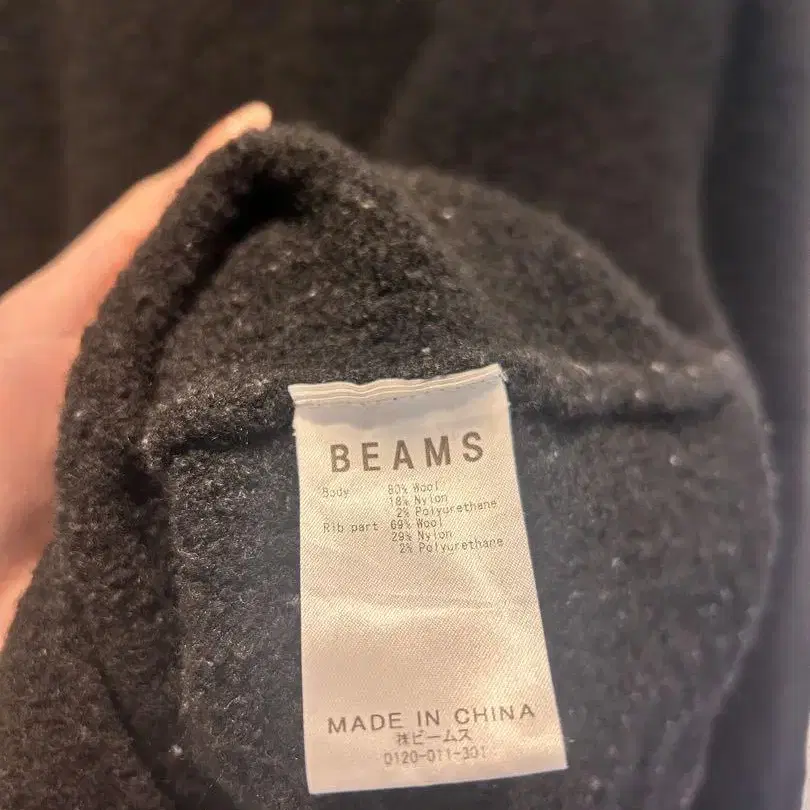 BEAMS
Body 80% Wool
18% Nylon
2% Polyurethane
Rib part 69% Wool
29% Nylon
2% Polyurethane
MADE IN CHINA
㈱ビームス
0120-011-301